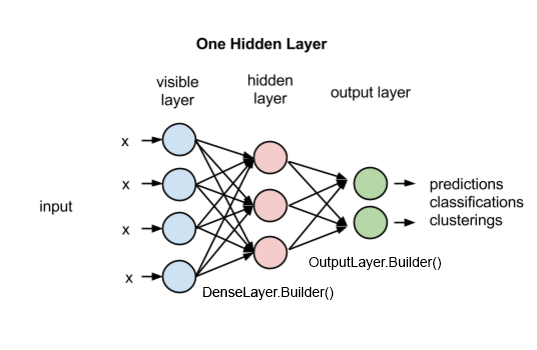 One Hidden Layer
visible
layer
hidden
layer
output layer
x
x
x
x
input
predictions
classifications
clusterings
OutputLayer.Builder()
DenseLayer.Builder()